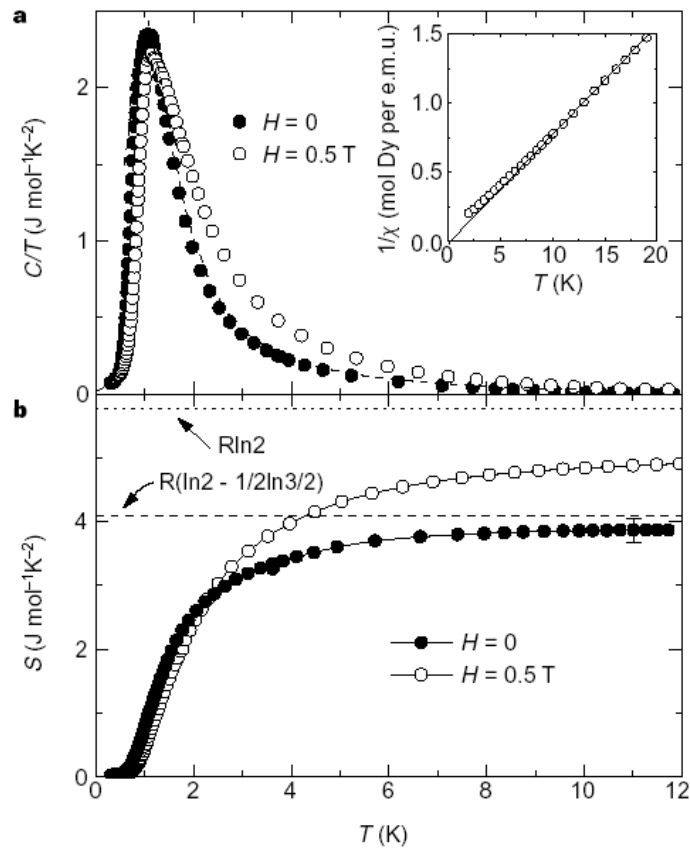 a
C/T (J mol⁻¹K⁻²)
2
1
0
H = 0
H = 0.5 T
1/χ (mol Dy per e.m.u.)
1.5
1.0
0.5
0.0
0 5 10 15 20
T (K)
b
S (J mol⁻¹K⁻²)
Rln2
R(ln2 - 1/2ln3/2)
4
2
0
H = 0
H = 0.5 T
0 2 4 6 8 10 12
T (K)